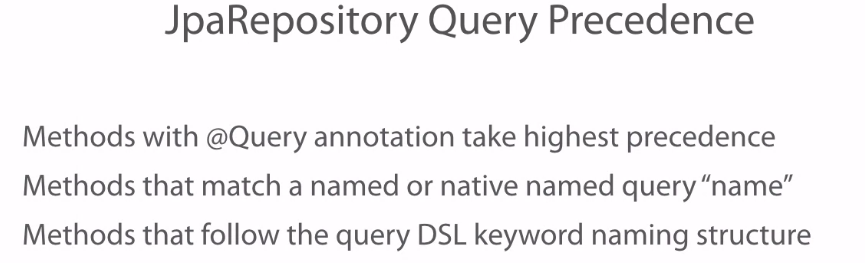 JpaRepository Query Precedence
Methods with @Query annotation take highest precedence
Methods that match a named or native named query “name”
Methods that follow the query DSL keyword naming structure